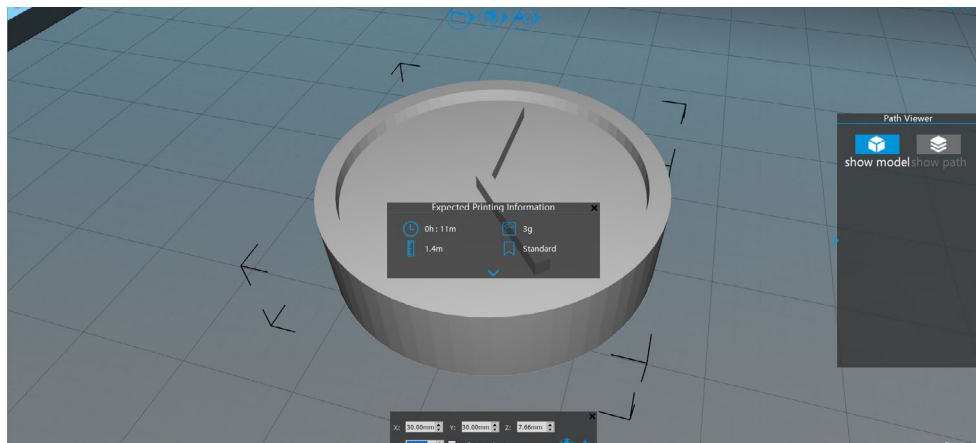 Path Viewer
show model show path
Expected Printing Information
0h : 11m 3g
1.4m Standard
X: 30.00mm Y: 30.00mm Z: 7.66mm